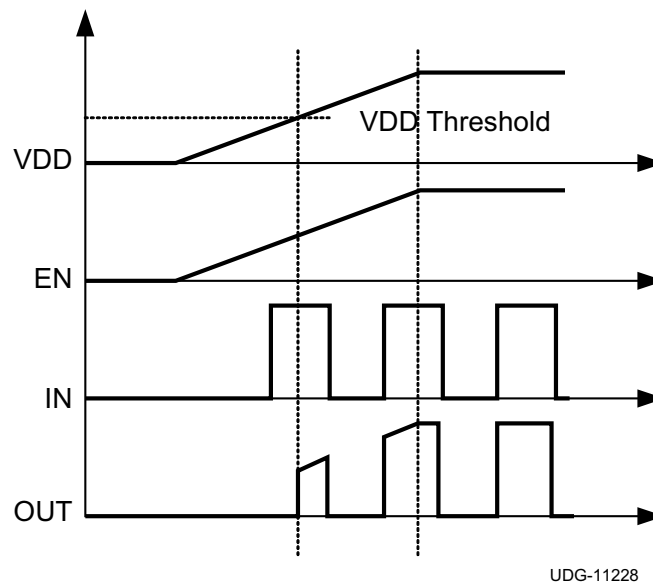 VDD Threshold
VDD
EN
IN
OUT
UDG-11228